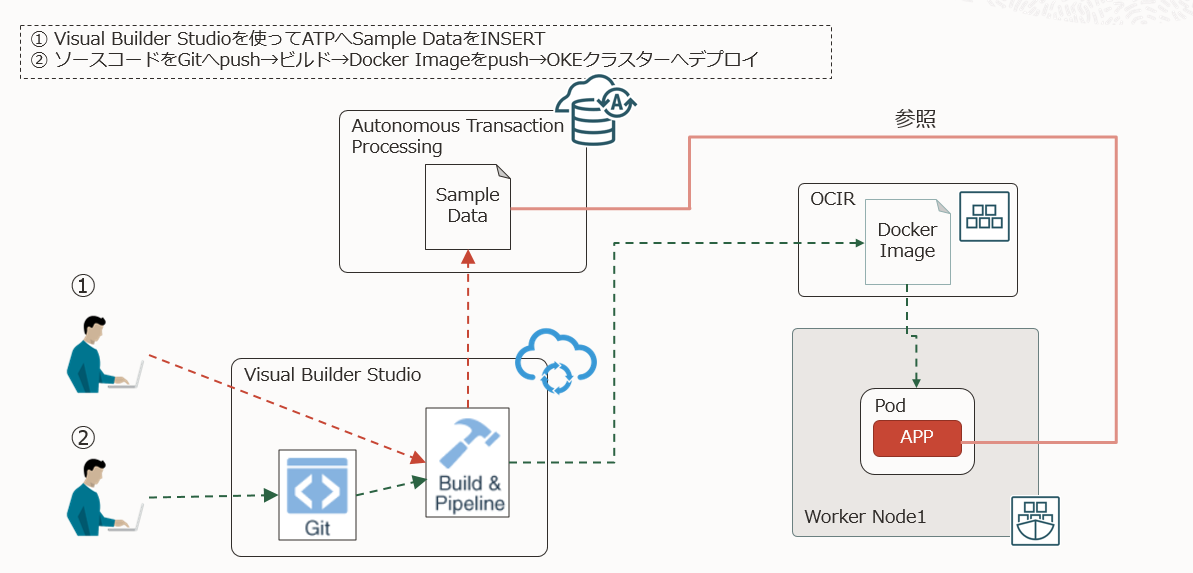 ① Visual Builder Studioを使ってATPへSample DataをINSERT
② ソースコードをGitへpush→ビルド→Docker Imageをpush→OKEクラスターへデプロイ
Autonomous Transaction
Processing
A
参照
Sample
Data
OCIR
Docker
Image
①
Visual Builder Studio
Pod
APP
②
Build &
Pipeline
Git
Worker Node1